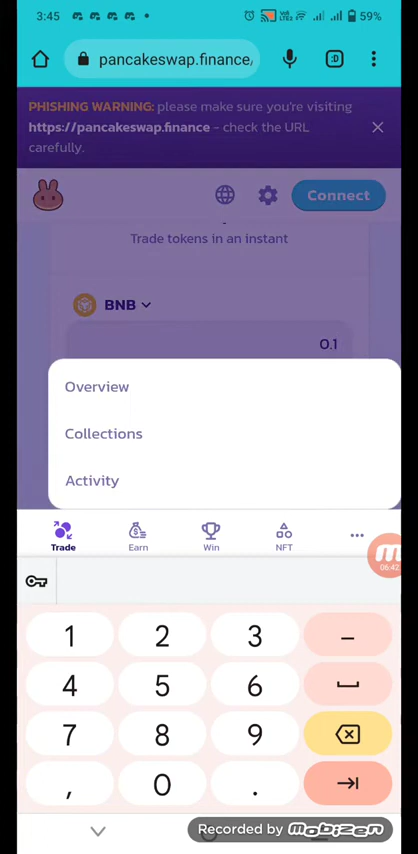 3:45
59%
pancakeswap.finance/
:D
PHISHING WARNING: please make sure you're visiting
https://pancakeswap.finance - check the URL
carefully.
Connect
Trade tokens in an instant
BNB
0.1
Overview
Collections
Activity
Trade
Earn
Win
NFT
06:42
1
2
3
-
4
5
6
7
8
9
,
0
.
Recorded by mobizen